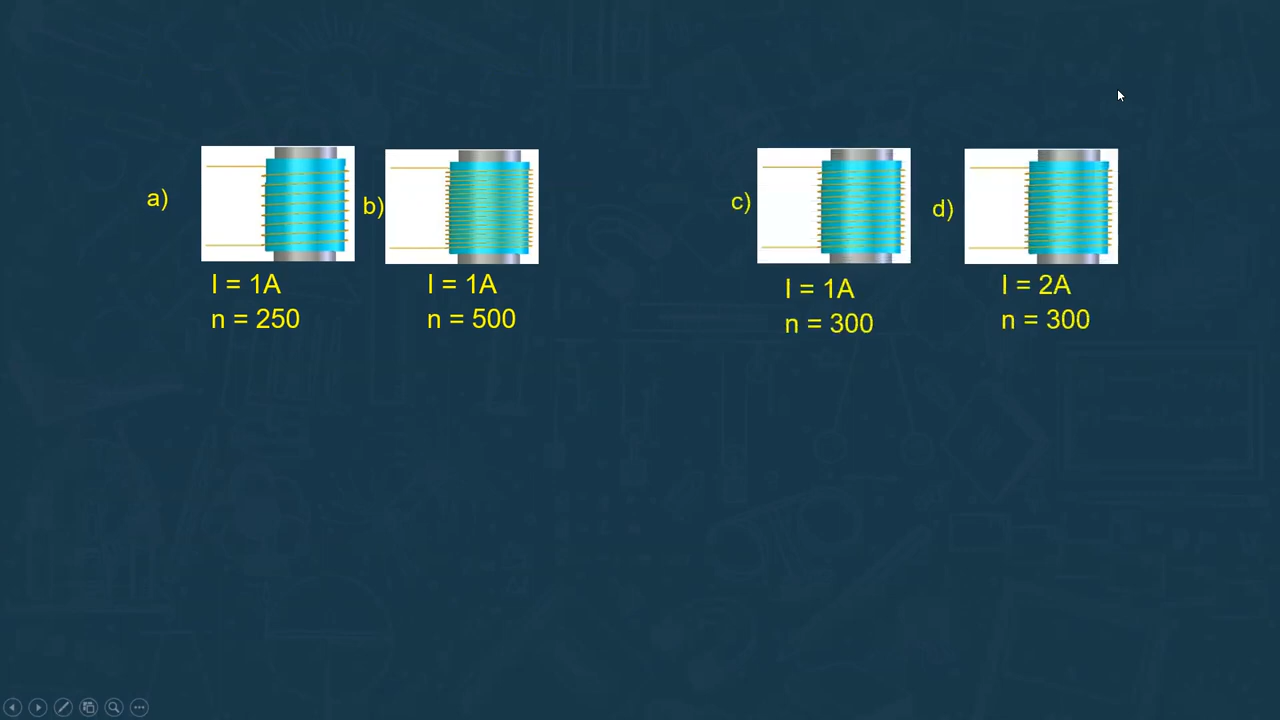 a)
I = 1A
n = 250
b)
I = 1A
n = 500
c)
I = 1A
n = 300
d)
I = 2A
n = 300